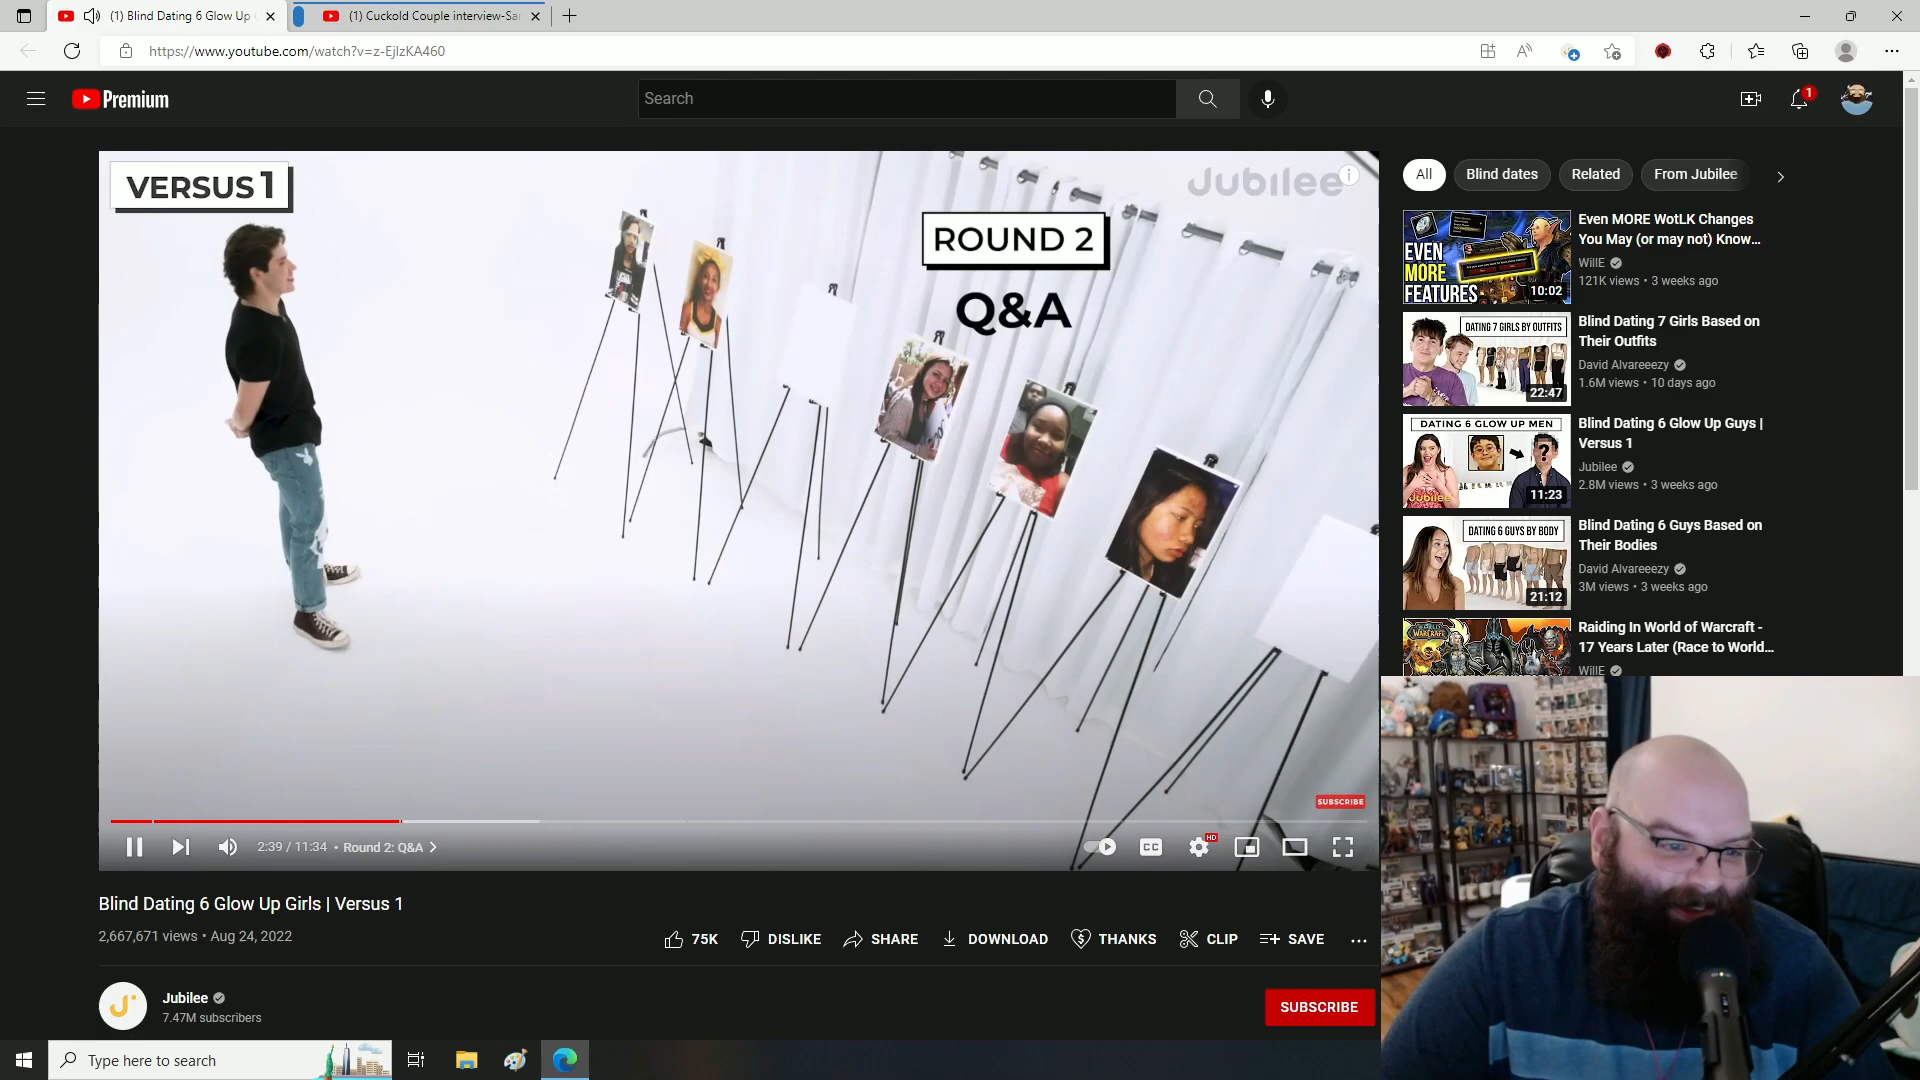 (1) Blind Dating 6 Glow Up
(1) Cuckold Couple interview-Sa
https://www.youtube.com/watch?v=z-EjIzKA460
Premium
Search
1
VERSUS 1
Jubilee
ROUND 2
Q&A
SUBSCRIBE
2:39 / 11:34 • Round 2: Q&A
CC
HD
Blind Dating 6 Glow Up Girls | Versus 1
2,667,671 views • Aug 24, 2022
75K
DISLIKE
SHARE
DOWNLOAD
THANKS
CLIP
SAVE
Jubilee
7.47M subscribers
SUBSCRIBE
All
Blind dates
Related
From Jubilee
EVEN
MORE
FEATURES
10:02
Even MORE WotLK Changes
You May (or may not) Know...
WillE
121K views • 3 weeks ago
DATING 7 GIRLS BY OUTFITS
22:47
Blind Dating 7 Girls Based on
Their Outfits
David Alvareeezy
1.6M views • 10 days ago
DATING 6 GLOW UP MEN
?
Jubilee
11:23
Blind Dating 6 Glow Up Guys |
Versus 1
Jubilee
2.8M views • 3 weeks ago
DATING 6 GUYS BY BODY
21:12
Blind Dating 6 Guys Based on
Their Bodies
David Alvareeezy
3M views • 3 weeks ago
WARCRAFT
Raiding In World of Warcraft -
17 Years Later (Race to World...
WillE
Type here to search